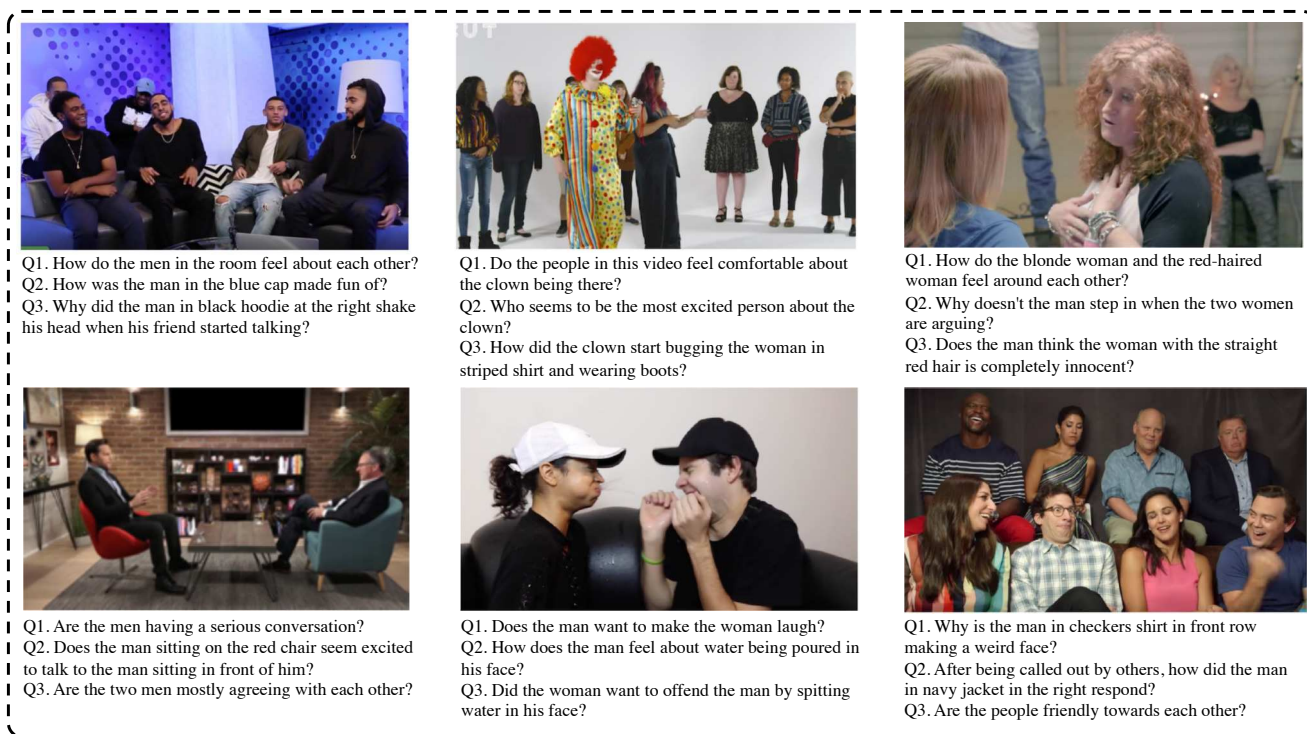 Q1. How do the men in the room feel about each other?
Q2. How was the man in the blue cap made fun of?
Q3. Why did the man in black hoodie at the right shake
his head when his friend started talking?
Q1. Do the people in this video feel comfortable about
the clown being there?
Q2. Who seems to be the most excited person about the
clown?
Q3. How did the clown start bugging the woman in
striped shirt and wearing boots?
Q1. How do the blonde woman and the red-haired
woman feel around each other?
Q2. Why doesn't the man step in when the two women
are arguing?
Q3. Does the man think the woman with the straight
red hair is completely innocent?
Q1. Are the men having a serious conversation?
Q2. Does the man sitting on the red chair seem excited
to talk to the man sitting in front of him?
Q3. Are the two men mostly agreeing with each other?
Q1. Does the man want to make the woman laugh?
Q2. How does the man feel about water being poured in
his face?
Q3. Did the woman want to offend the man by spitting
water in his face?
Q1. Why is the man in checkers shirt in front row
making a weird face?
Q2. After being called out by others, how did the man
in navy jacket in the right respond?
Q3. Are the people friendly towards each other?